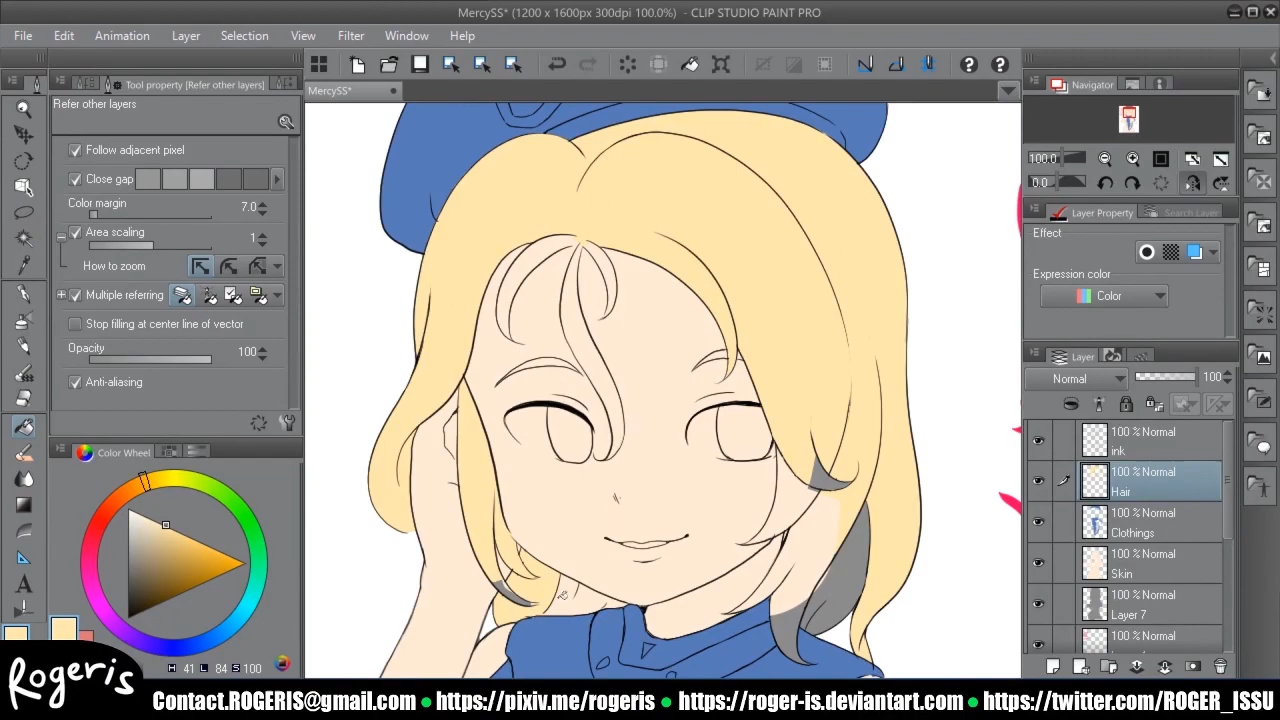 MercySS* (1200 x 1600px 300dpi 100.0%) - CLIP STUDIO PAINT PRO
File Edit Animation Layer Selection View Filter Window Help
Tool property [Refer other layers]
MercySS*
Navigator
Refer other layers
Follow adjacent pixel
100.0
Close gap
0.0
Color margin 7.0
Layer Property Search Layer
Area scaling 1
Effect
How to zoom
Expression color
Multiple referring
Color
Stop filling at center line of vector
Opacity 100
Layer
Anti-aliasing
Normal 100
100 % Normal
ink
Color Wheel
100 % Normal
Hair
100 % Normal
Clothings
100 % Normal
Skin
100 % Normal
Layer 7
100 % Normal
A
H 41 L 84 S 100
Rogeris
Contact.ROGERIS@gmail.com ● https://pixiv.me/rogeris ● https://roger-is.deviantart.com ● https://twitter.com/ROGER_ISSU